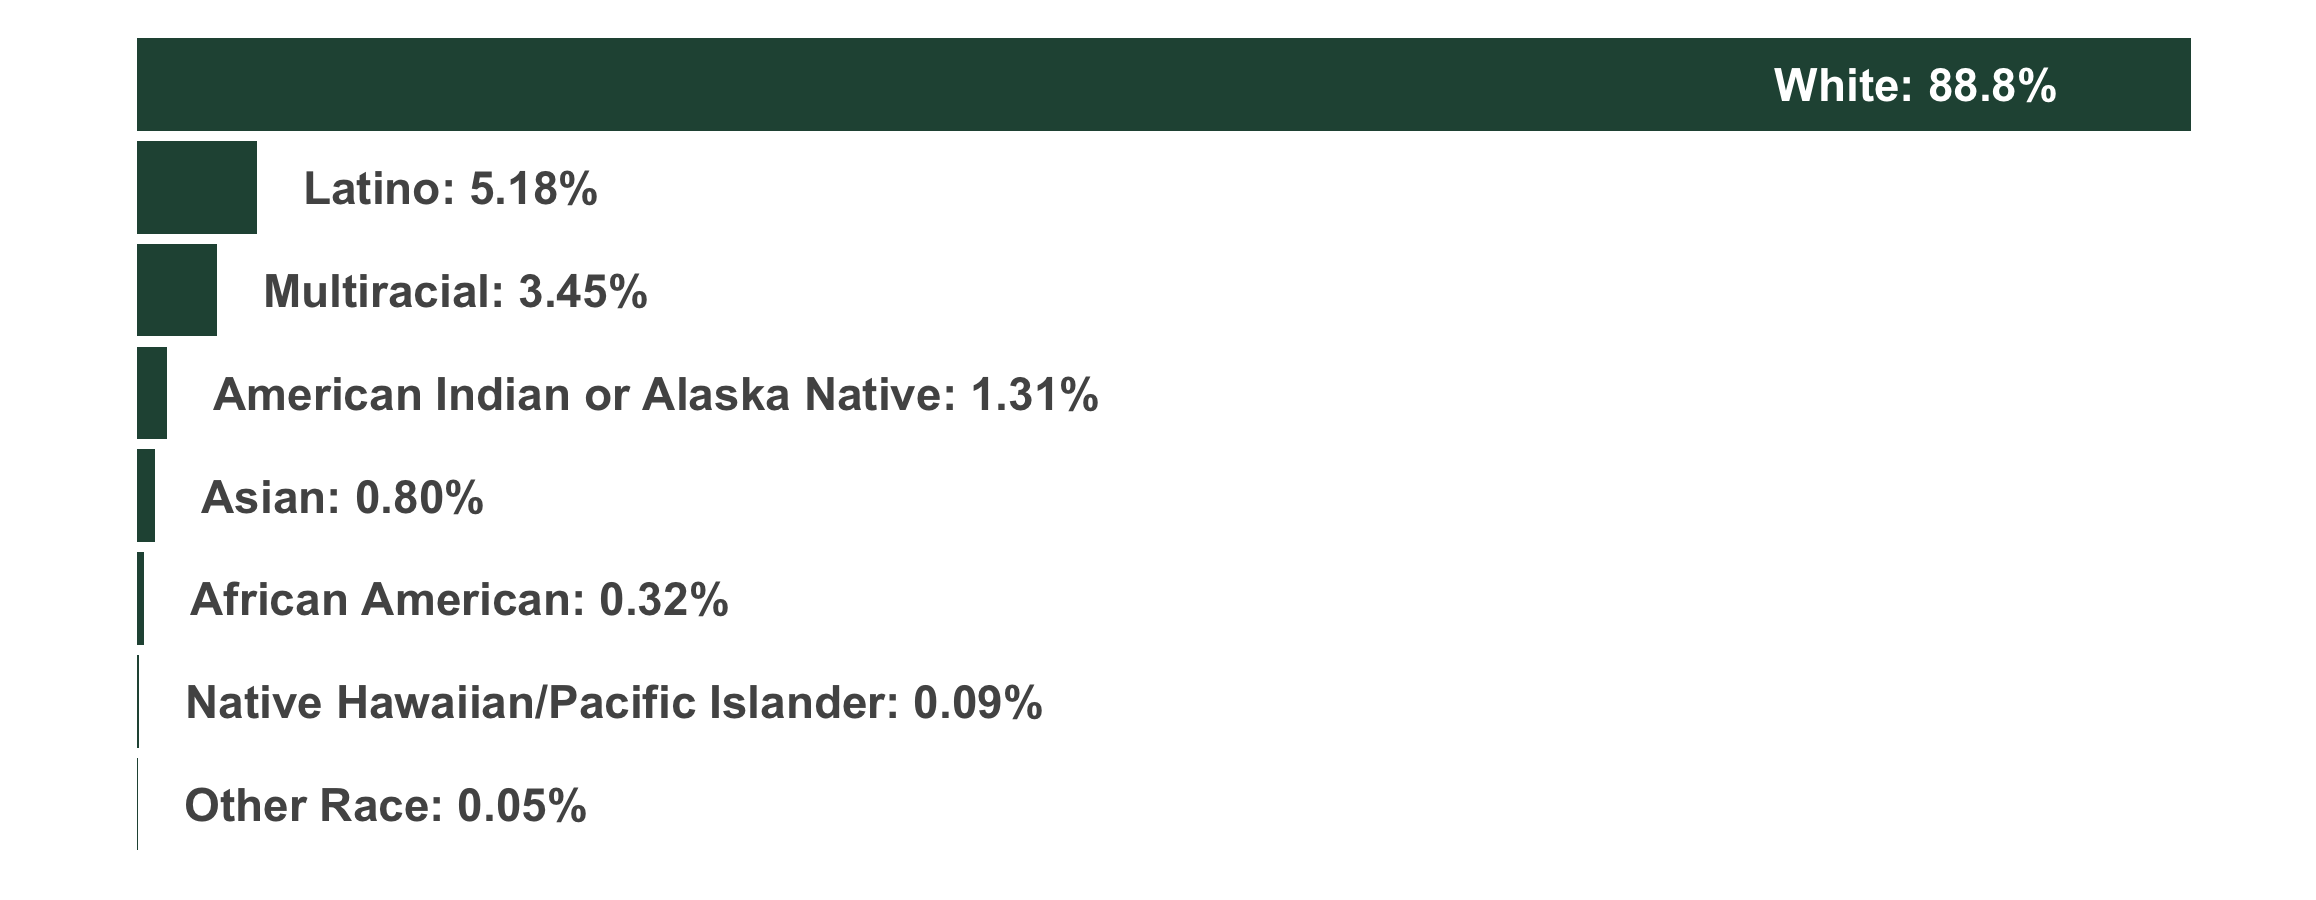 White: 88.8%
Latino: 5.18%
Multiracial: 3.45%
American Indian or Alaska Native: 1.31%
Asian: 0.80%
African American: 0.32%
Native Hawaiian/Pacific Islander: 0.09%
Other Race: 0.05%